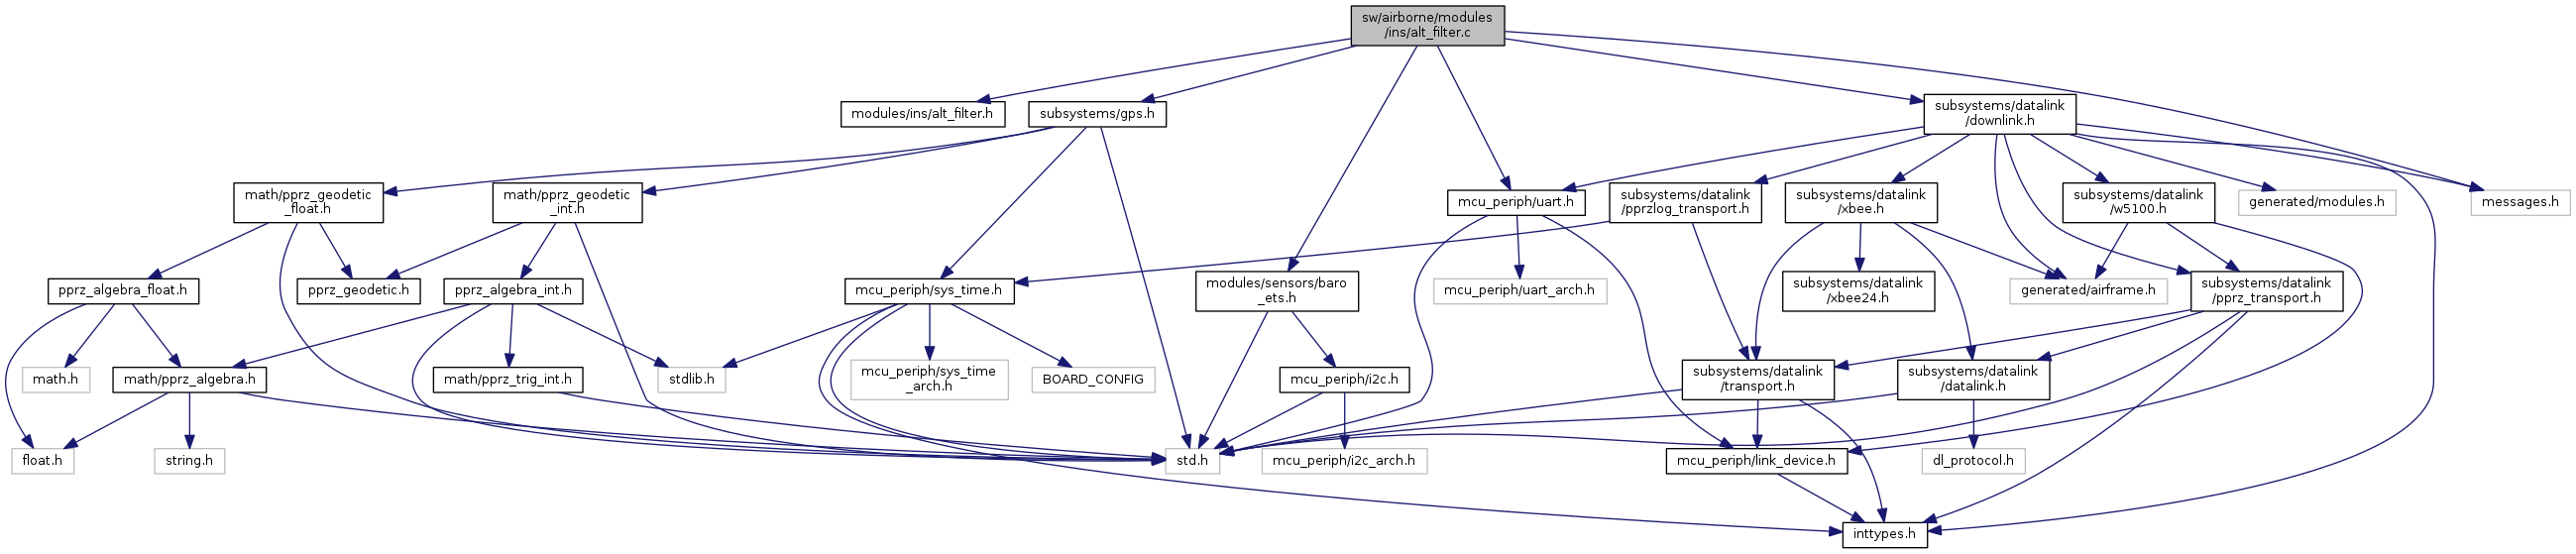 sw/airborne/modules
/ins/alt_filter.c
modules/ins/alt_filter.h
subsystems/gps.h
subsystems/datalink
/downlink.h
math/pprz_geodetic
_float.h
math/pprz_geodetic
_int.h
mcu_periph/uart.h
subsystems/datalink
/pprzlog_transport.h
subsystems/datalink
/xbee.h
subsystems/datalink
/w5100.h
generated/modules.h
messages.h
pprz_algebra_float.h
pprz_geodetic.h
pprz_algebra_int.h
mcu_periph/sys_time.h
modules/sensors/baro
_ets.h
mcu_periph/uart_arch.h
subsystems/datalink
/xbee24.h
generated/airframe.h
subsystems/datalink
/pprz_transport.h
math.h
math/pprz_algebra.h
math/pprz_trig_int.h
stdlib.h
mcu_periph/sys_time
_arch.h
BOARD_CONFIG
mcu_periph/i2c.h
subsystems/datalink
/transport.h
subsystems/datalink
/datalink.h
float.h
string.h
std.h
mcu_periph/i2c_arch.h
mcu_periph/link_device.h
dl_protocol.h
inttypes.h